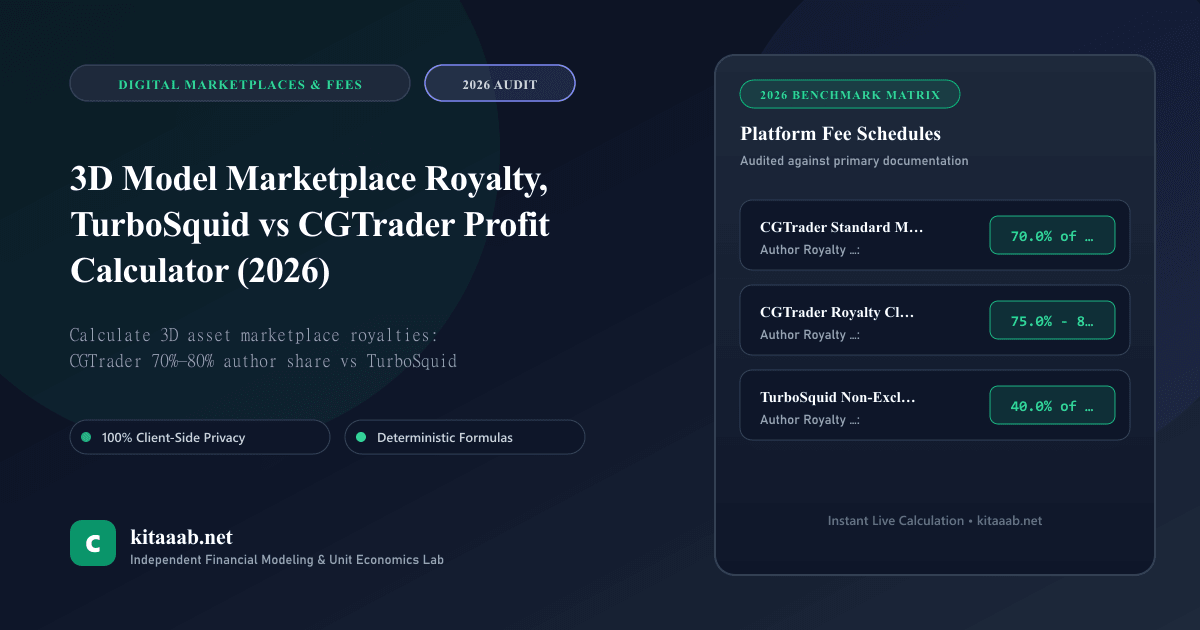 DIGITAL MARKETPLACES & FEES
2026 AUDIT
3D Model Marketplace Royalty,
TurboSquid vs CGTrader Profit
Calculator (2026)
Calculate 3D asset marketplace royalties:
CGTrader 70%–80% author share vs TurboSquid
100% Client-Side Privacy
Deterministic Formulas
C
kitaaab.net
Independent Financial Modeling & Unit Economics Lab
2026 BENCHMARK MATRIX
Platform Fee Schedules
Audited against primary documentation
CGTrader Standard M…
Author Royalty …:
70.0% of …
CGTrader Royalty Cl…
Author Royalty …:
75.0% - 8…
TurboSquid Non-Excl…
Author Royalty …:
40.0% of …
Instant Live Calculation • kitaaab.net